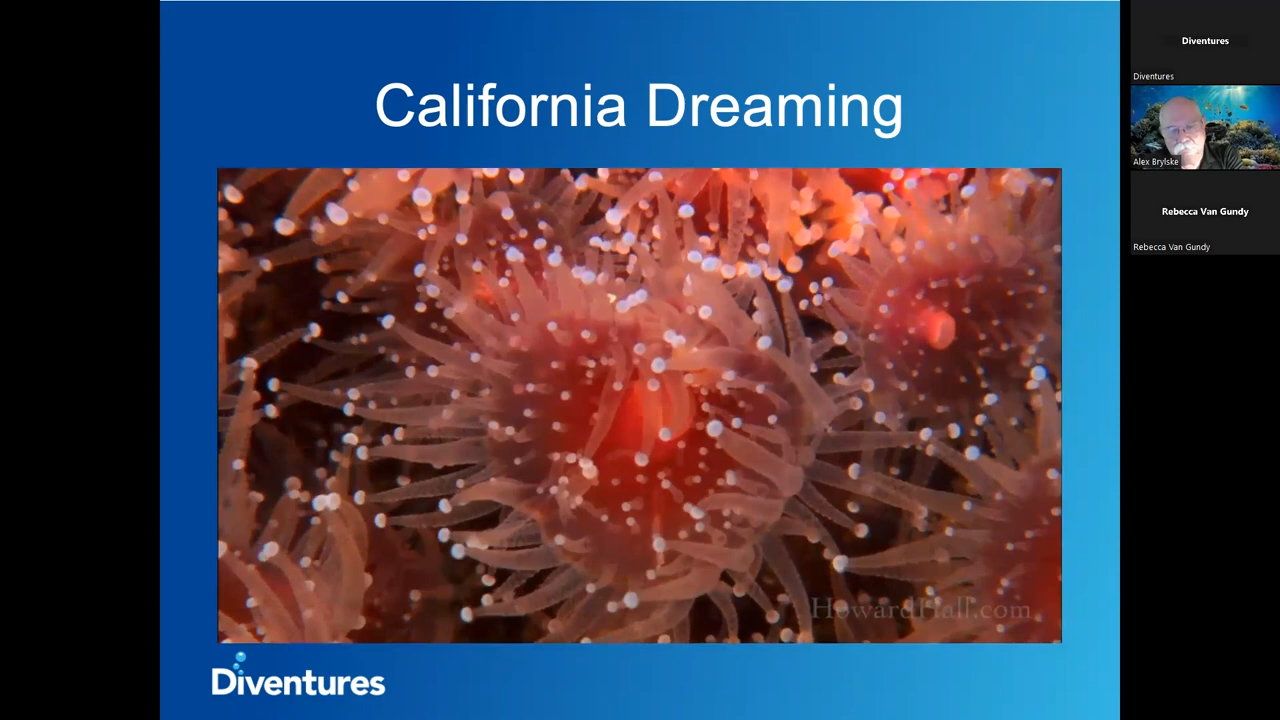 California Dreaming
HowardHall.com
Diventures
Diventures
Diventures
Alex Brylske
Rebecca Van Gundy
Rebecca Van Gundy